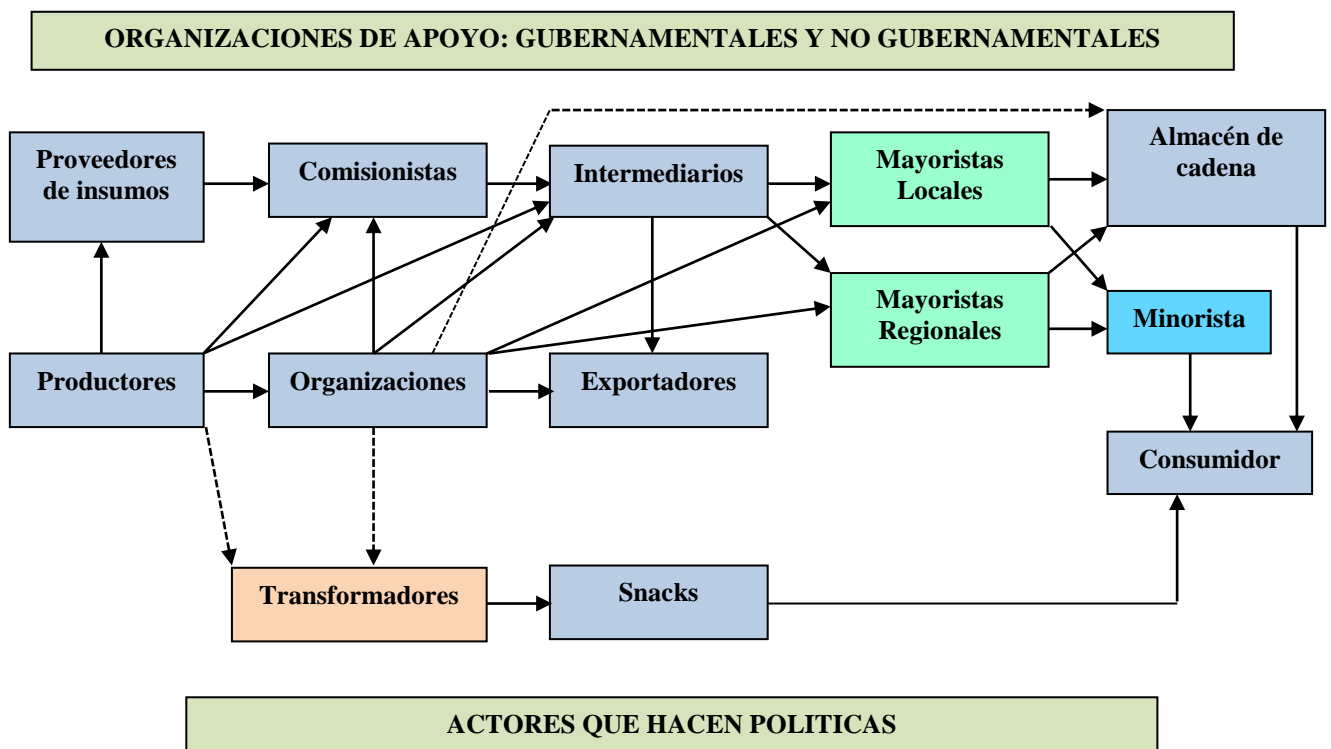 ORGANIZACIONES DE APOYO: GUBERNAMENTALES Y NO GUBERNAMENTALES
Proveedores
de insumos
Comisionistas
Intermediarios
Mayoristas
Locales
Almacén de
cadena
Mayoristas
Regionales
Minorista
Productores
Organizaciones
Exportadores
Consumidor
Transformadores
Snacks
ACTORES QUE HACEN POLITICAS